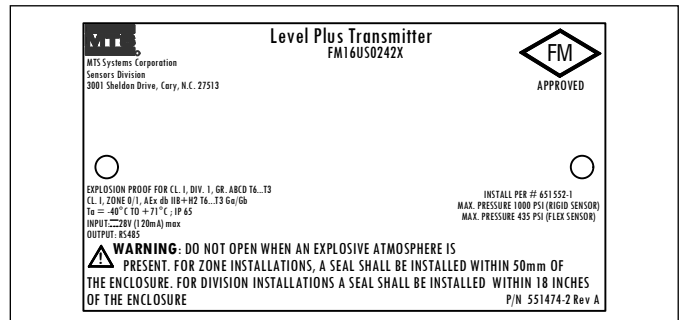 MTS
®
Level Plus Transmitter
FM16US0242X
FM
APPROVED
MTS Systems Corporation
Sensors Division
3001 Sheldon Drive, Cary, N.C. 27513
EXPLOSION PROOF FOR CL. I, DIV. 1, GR. ABCD T6...T3
CL. I, ZONE 0/1, AEx db IIB+H2 T6...T3 Ga/Gb
Ta = -40°C TO +71°C ; IP 65
INPUT:⎓28V (120mA) max
OUTPUT: RS485
INSTALL PER # 651552-1
MAX. PRESSURE 1000 PSI (RIGID SENSOR)
MAX. PRESSURE 435 PSI (FLEX SENSOR)
WARNING: DO NOT OPEN WHEN AN EXPLOSIVE ATMOSPHERE IS
PRESENT. FOR ZONE INSTALLATIONS, A SEAL SHALL BE INSTALLED WITHIN 50mm OF
THE ENCLOSURE. FOR DIVISION INSTALLATIONS A SEAL SHALL BE INSTALLED WITHIN 18 INCHES
OF THE ENCLOSURE
P/N 551474-2 Rev A